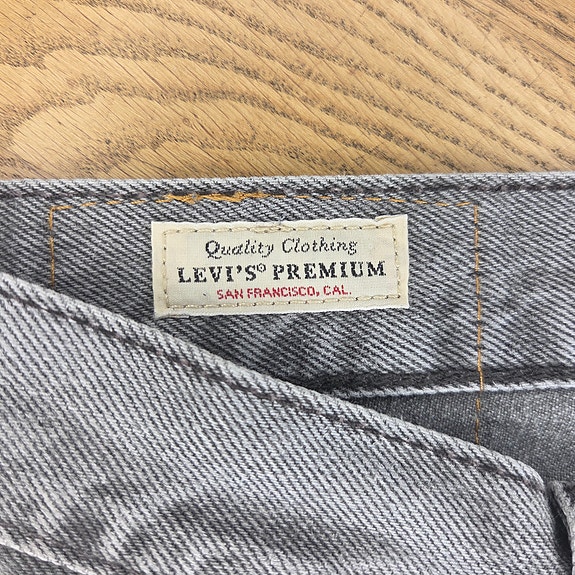 Quality Clothing
LEVI'S® PREMIUM
SAN FRANCISCO, CAL.